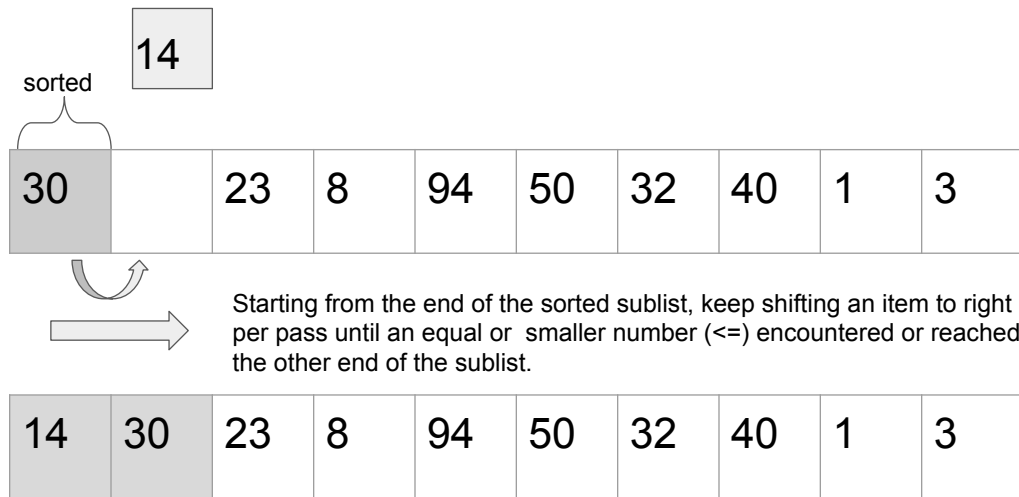 14
sorted
30 23 8 94 50 32 40 1 3
Starting from the end of the sorted sublist, keep shifting an item to right
per pass until an equal or smaller number (<=) encountered or reached
the other end of the sublist.
14 30 23 8 94 50 32 40 1 3